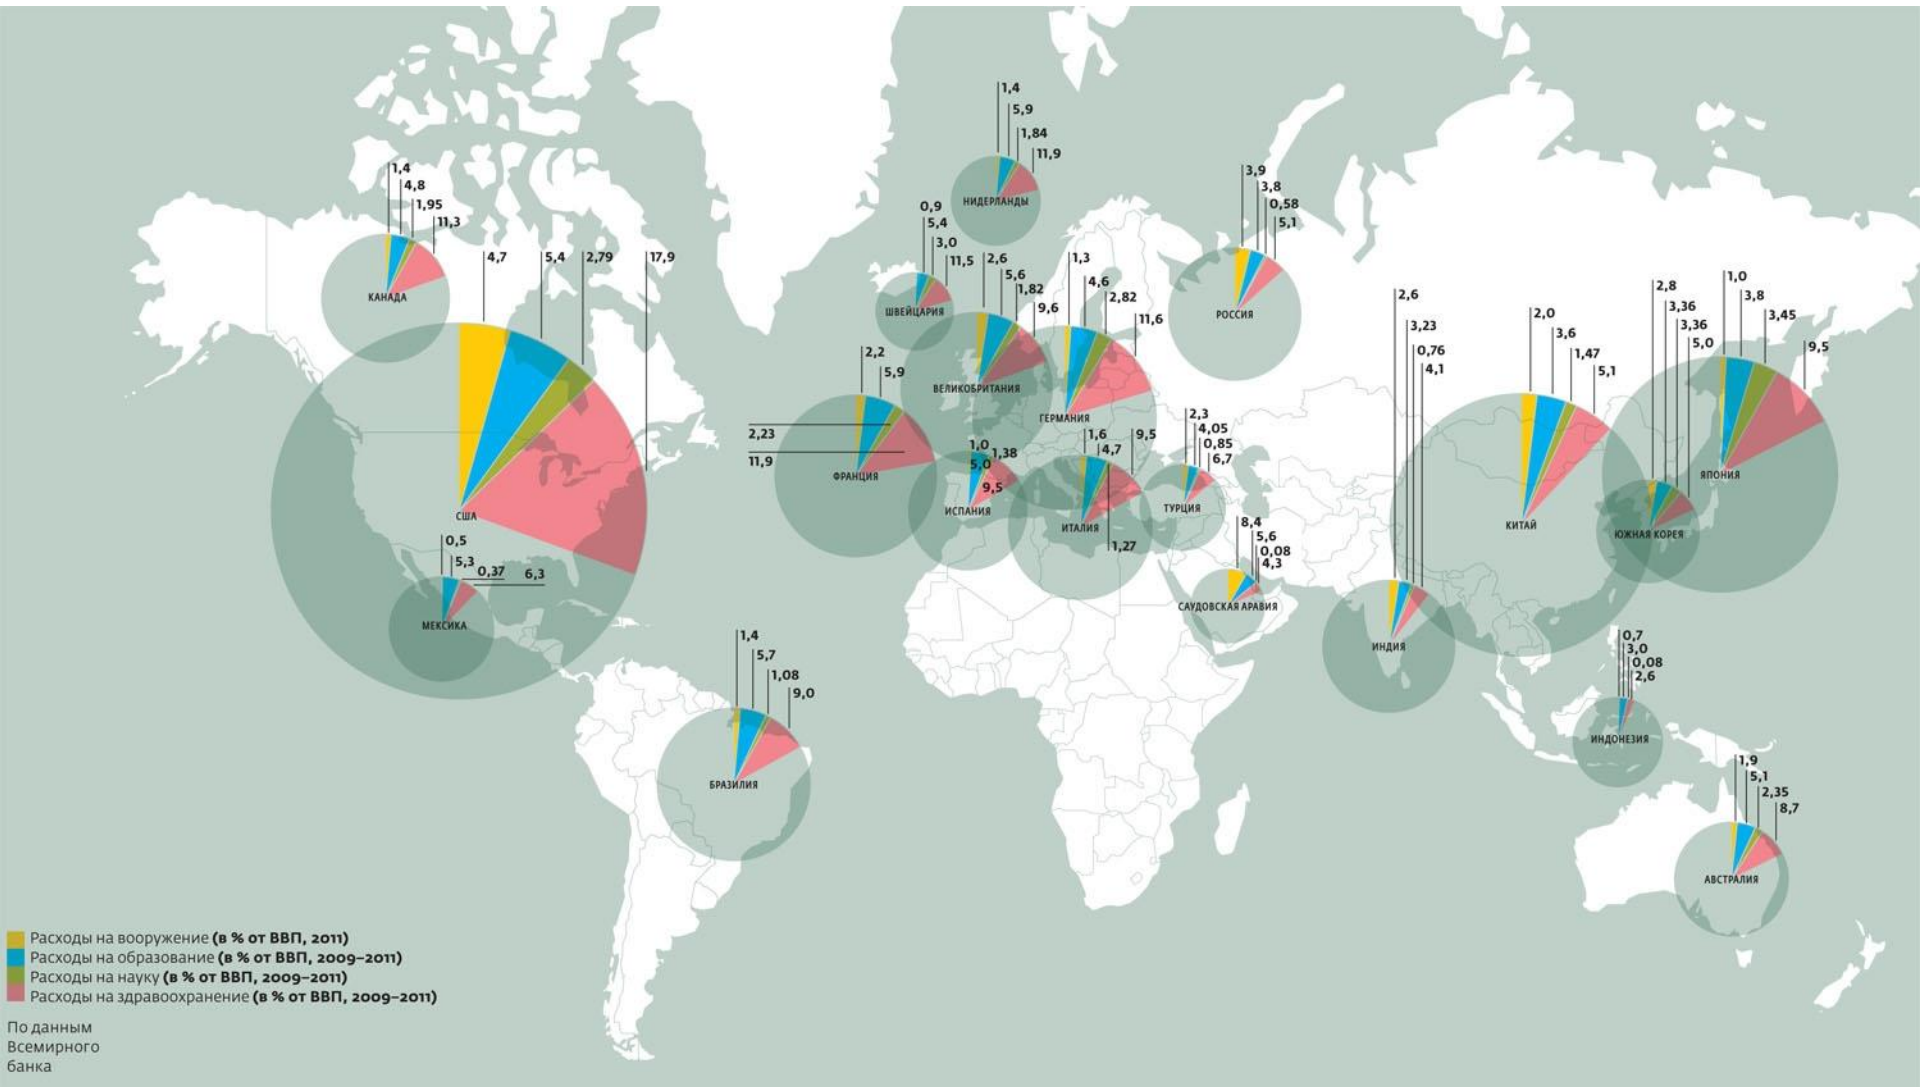 1,4
5,9
1,84
11,9
НИДЕРЛАНДЫ
1,4
4,8
1,95
11,3
КАНАДА
4,7
5,4
2,79
17,9
США
0,5
5,3
0,37
6,3
МЕКСИКА
1,4
5,7
1,08
9,0
БРАЗИЛИЯ
0,9
5,4
3,0
11,5
ШВЕЙЦАРИЯ
2,6
5,6
1,82
9,6
ВЕЛИКОБРИТАНИЯ
1,3
4,6
2,82
11,6
ГЕРМАНИЯ
2,2
5,9
2,23
11,9
ФРАНЦИЯ
1,0
5,0
1,38
9,5
ИСПАНИЯ
1,6
4,7
9,5
1,27
ИТАЛИЯ
2,3
4,05
0,85
6,7
ТУРЦИЯ
3,9
3,8
0,58
5,1
РОССИЯ
8,4
5,6
0,08
4,3
САУДОВСКАЯ АРАВИЯ
2,6
3,23
0,76
4,1
ИНДИЯ
2,0
3,6
1,47
5,1
КИТАЙ
2,8
3,36
3,36
5,0
ЮЖНАЯ КОРЕЯ
1,0
3,8
3,45
9,5
ЯПОНИЯ
0,7
3,0
0,08
2,6
ИНДОНЕЗИЯ
1,9
5,1
2,35
8,7
АВСТРАЛИЯ
Расходы на вооружение (в % от ВВП, 2011)
Расходы на образование (в % от ВВП, 2009–2011)
Расходы на науку (в % от ВВП, 2009–2011)
Расходы на здравоохранение (в % от ВВП, 2009–2011)
По данным
Всемирного
банка